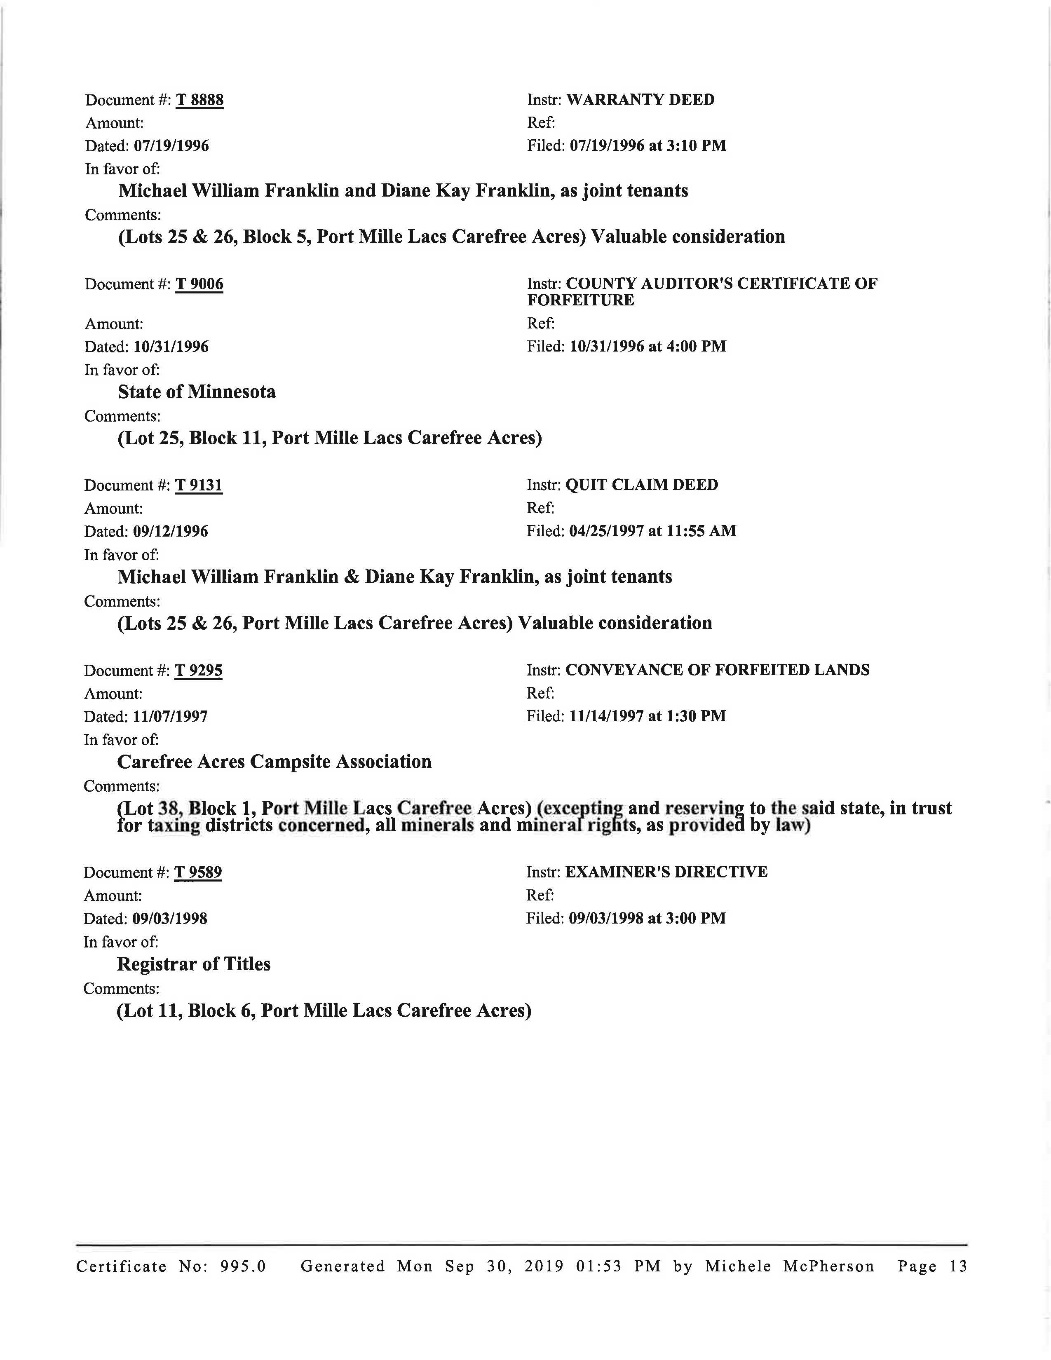 Document #: T 8888 Instr: WARRANTY DEED
Amount: Ref:
Dated: 07/19/1996 Filed: 07/19/1996 at 3:10 PM
In favor of:
Michael William Franklin and Diane Kay Franklin, as joint tenants
Comments:
(Lots 25 & 26, Block 5, Port Mille Lacs Carefree Acres) Valuable consideration
Document #: T 9006 Instr: COUNTY AUDITOR'S CERTIFICATE OF
FORFEITURE
Amount: Ref:
Dated: 10/31/1996 Filed: 10/31/1996 at 4:00 PM
In favor of:
State of Minnesota
Comments:
(Lot 25, Block 11, Port Mille Lacs Carefree Acres)
Document #: T 9131 Instr: QUIT CLAIM DEED
Amount: Ref:
Dated: 09/12/1996 Filed: 04/25/1997 at 11:55 AM
In favor of:
Michael William Franklin & Diane Kay Franklin, as joint tenants
Comments:
(Lots 25 & 26, Port Mille Lacs Carefree Acres) Valuable consideration
Document #: T 9295 Instr: CONVEYANCE OF FORFEITED LANDS
Amount: Ref:
Dated: 11/07/1997 Filed: 11/14/1997 at 1:30 PM
In favor of:
Carefree Acres Campsite Association
Comments:
(Lot 38, Block 1, Port Mille Lacs Carefree Acres) (excepting and reserving to the said state, in trust
for taxing districts concerned, all minerals and mineral rights, as provided by law)
Document #: T 9589 Instr: EXAMINER'S DIRECTIVE
Amount: Ref:
Dated: 09/03/1998 Filed: 09/03/1998 at 3:00 PM
In favor of:
Registrar of Titles
Comments:
(Lot 11, Block 6, Port Mille Lacs Carefree Acres)
Certificate No: 995.0 Generated Mon Sep 30, 2019 01:53 PM by Michele McPherson Page 13